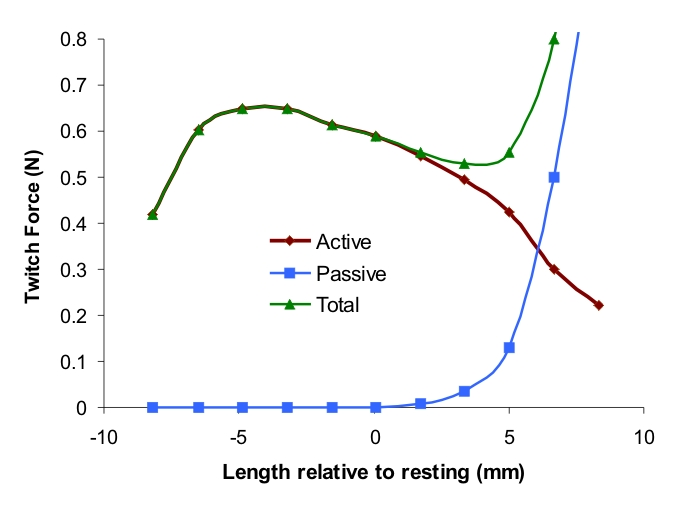 0.8
0.7
0.6
0.5
0.4
0.3
0.2
0.1
0
Twitch Force (N)
Active
Passive
Total
-10 -5 0 5 10
Length relative to resting (mm)